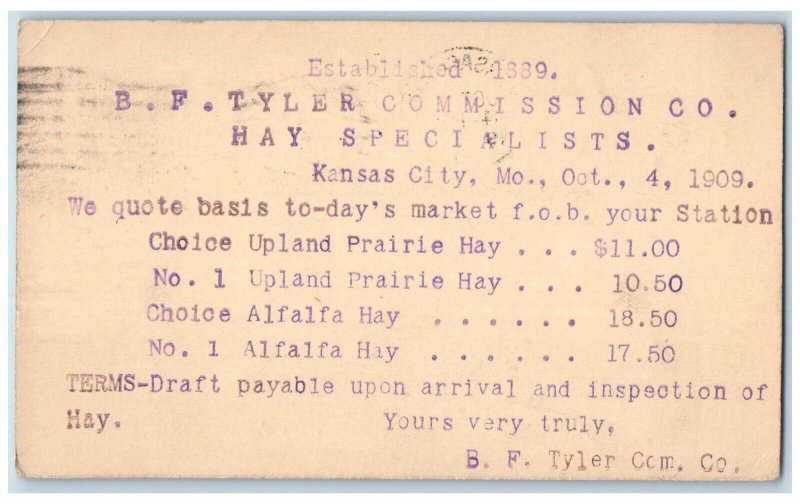 Established 1889.
B. F. TYLER COMMISSION CO.
HAY SPECIALISTS.
Kansas City, Mo., Oct., 4, 1909.
We quote basis to-day's market f.o.b. your Station
Choice Upland Prairie Hay . . . $11.00
No. 1 Upland Prairie Hay . . . 10.50
Choice Alfalfa Hay . . . . . . 18.50
No. 1 Alfalfa Hay . . . . . . 17.50
TERMS-Draft payable upon arrival and inspection of
Hay. Yours very truly,
B. F. Tyler Com. Co.